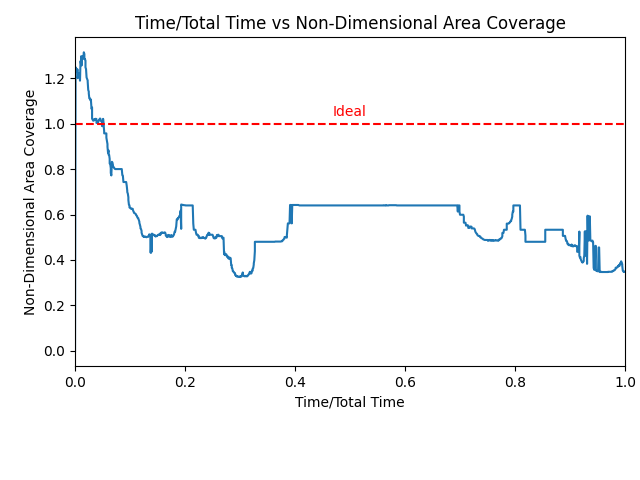 Time/Total Time vs Non-Dimensional Area Coverage
Non-Dimensional Area Coverage
1.2
1.0
0.8
0.6
0.4
0.2
0.0
Ideal
0.0 0.2 0.4 0.6 0.8 1.0
Time/Total Time